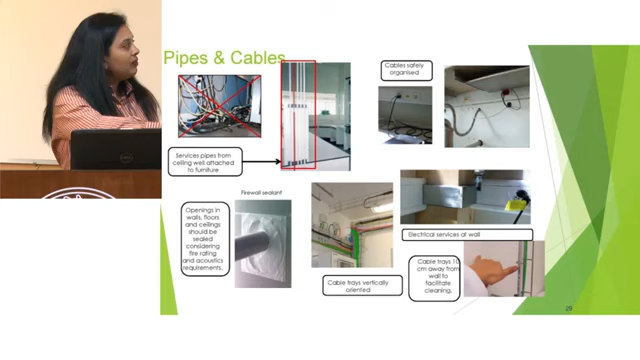 Pipes & Cables
Cables safely
organised
Services pipes from
ceiling well attached
to furniture
Firewall sealant
Openings in
walls, floors
and ceilings
should be
sealed
considering
fire rating
and acoustics
requirements.
Electrical services at wall
Cable trays vertically
oriented
Cable trays 10
cm away from
wall to
facilitate
cleaning.
29
DELL